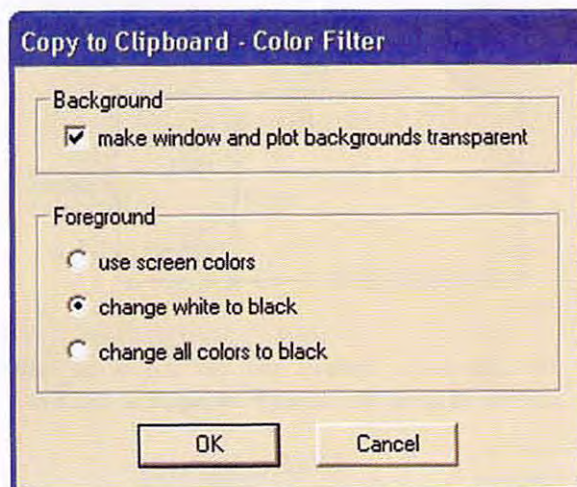 Copy to Clipboard - Color Filter
Background
make window and plot backgrounds transparent
Foreground
use screen colors
change white to black
change all colors to black
OK
Cancel